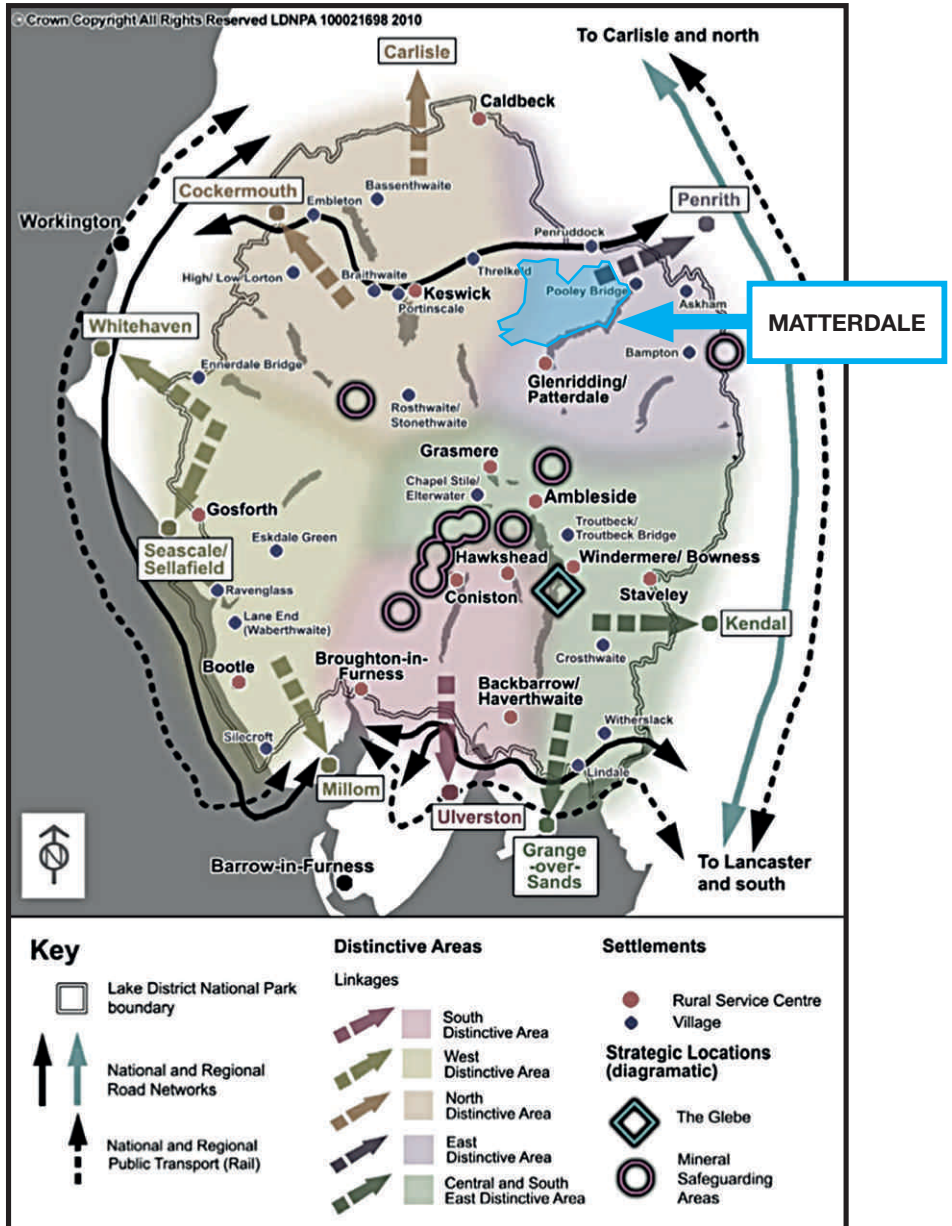 © Crown Copyright All Rights Reserved LDNPA 100021698 2010
To Carlisle and north
Carlisle
Caldbeck
Bassenthwaite
Cockermouth
Embleton
Penrith
Workington
Penruddock
High/ Low Lorton
Braithwaite
Threlkeld
Keswick
Portinscale
Pooley Bridge
Askham
MATTERDALE
Whitehaven
Bampton
Ennerdale Bridge
Glenridding/
Patterdale
Rosthwaite/
Stonethwaite
Grasmere
Chapel Stile/
Elterwater
Ambleside
Gosforth
Troutbeck/
Troutbeck Bridge
Eskdale Green
Seascale/
Sellafield
Hawkshead
Windermere/ Bowness
Coniston
Staveley
Ravenglass
Lane End
(Waberthwaite)
Kendal
Crosthwaite
Bootle
Broughton-in-
Furness
Backbarrow/
Haverthwaite
Witherslack
Silecroft
Lindale
Millom
Ulverston
Grange
-over-
Sands
N
Barrow-in-Furness
To Lancaster
and south
Key
Lake District National Park
boundary
National and Regional
Road Networks
National and Regional
Public Transport (Rail)
Distinctive Areas
Linkages
South
Distinctive Area
West
Distinctive Area
North
Distinctive Area
East
Distinctive Area
Central and South
East Distinctive Area
Settlements
Rural Service Centre
Village
Strategic Locations
(diagramatic)
The Glebe
Mineral
Safeguarding
Areas